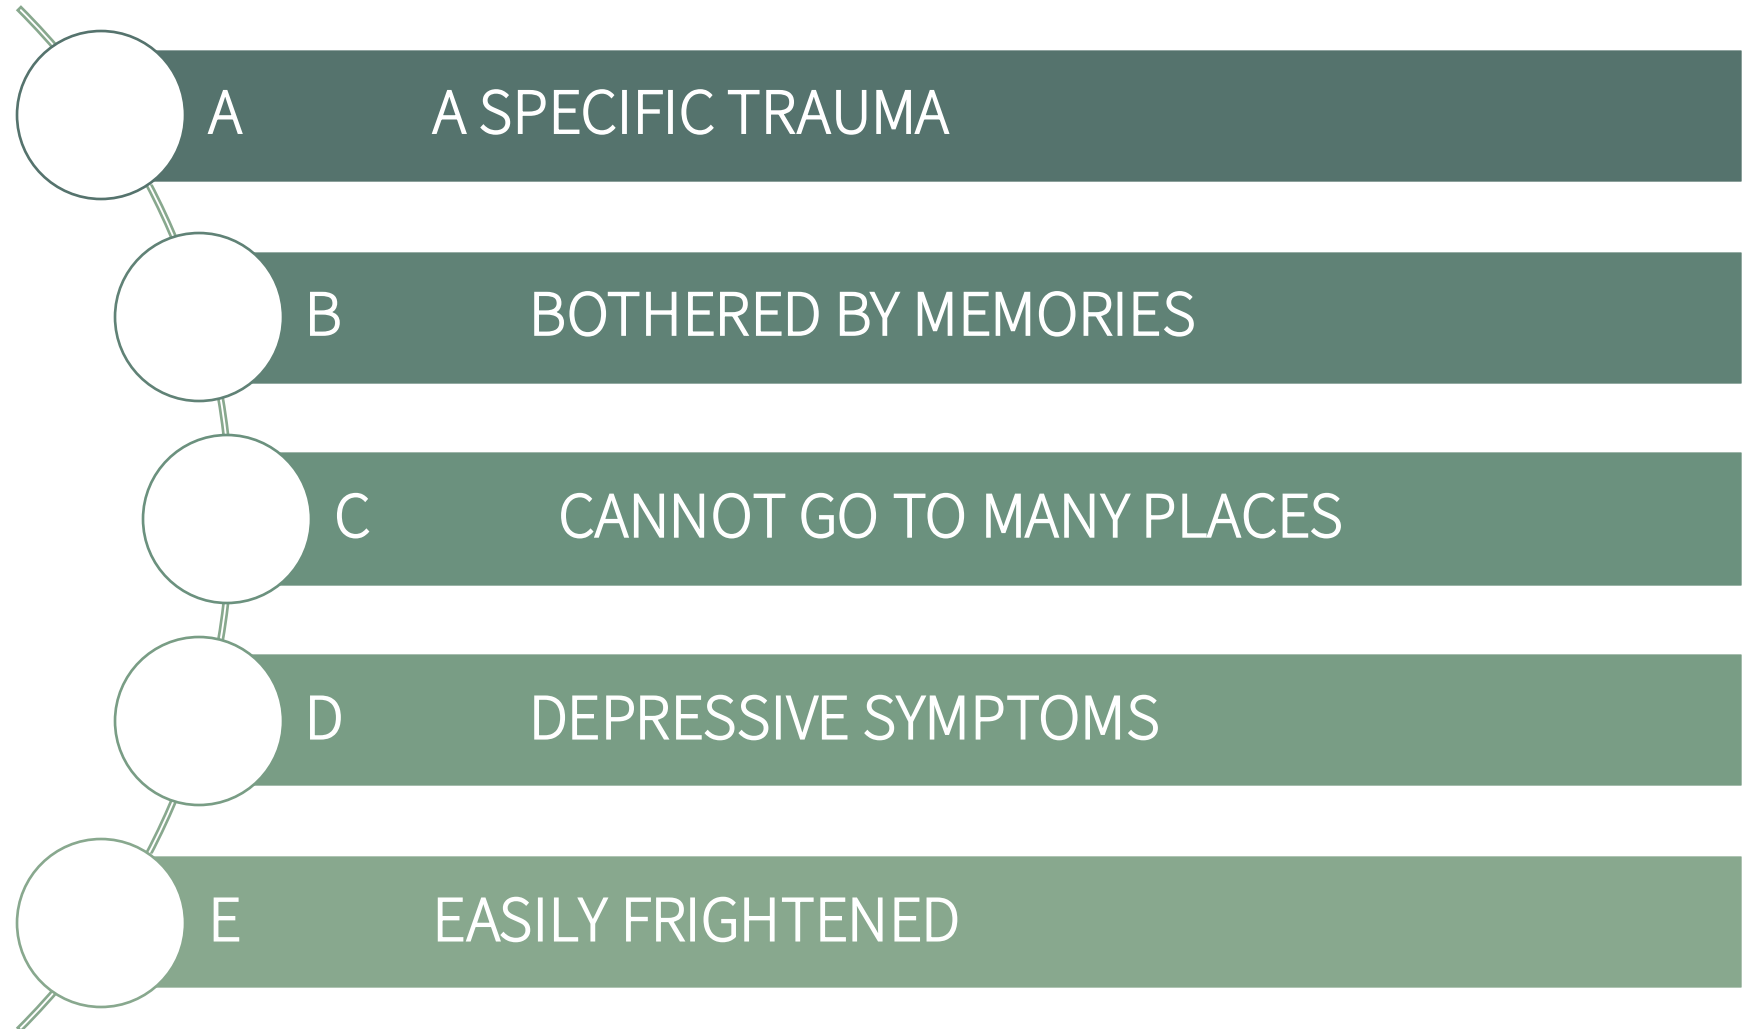 A A SPECIFIC TRAUMA
B BOTHERED BY MEMORIES
C CANNOT GO TO MANY PLACES
D DEPRESSIVE SYMPTOMS
E EASILY FRIGHTENED